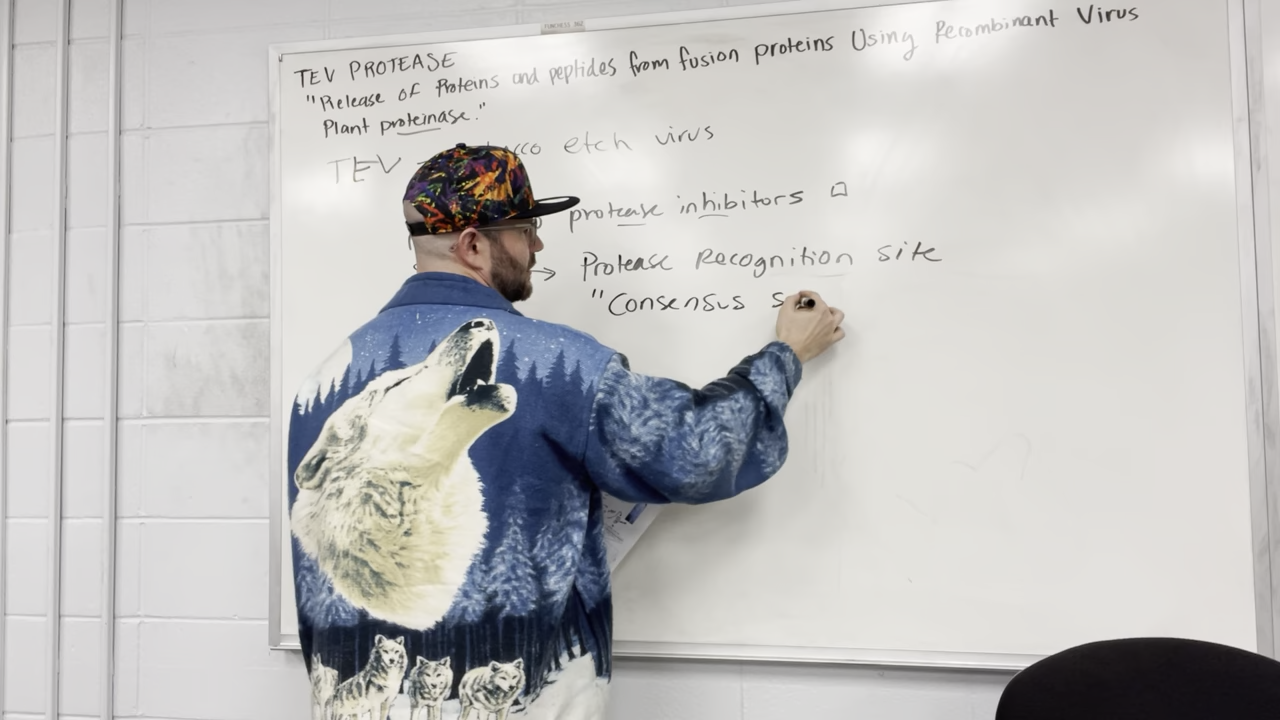 TEV PROTEASE
"Release of Proteins and peptides from fusion proteins Using Recombinant Virus
Plant proteinase."
TEV etch virus
protease inhibitors
→ Protease Recognition site
"Consensus s